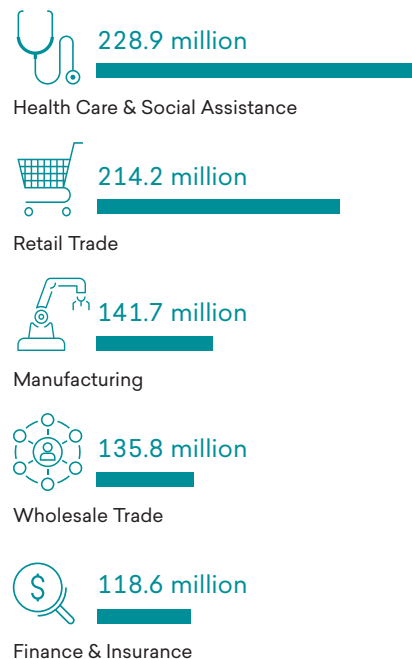 228.9 million
Health Care & Social Assistance
214.2 million
Retail Trade
141.7 million
Manufacturing
135.8 million
Wholesale Trade
$
118.6 million
Finance & Insurance